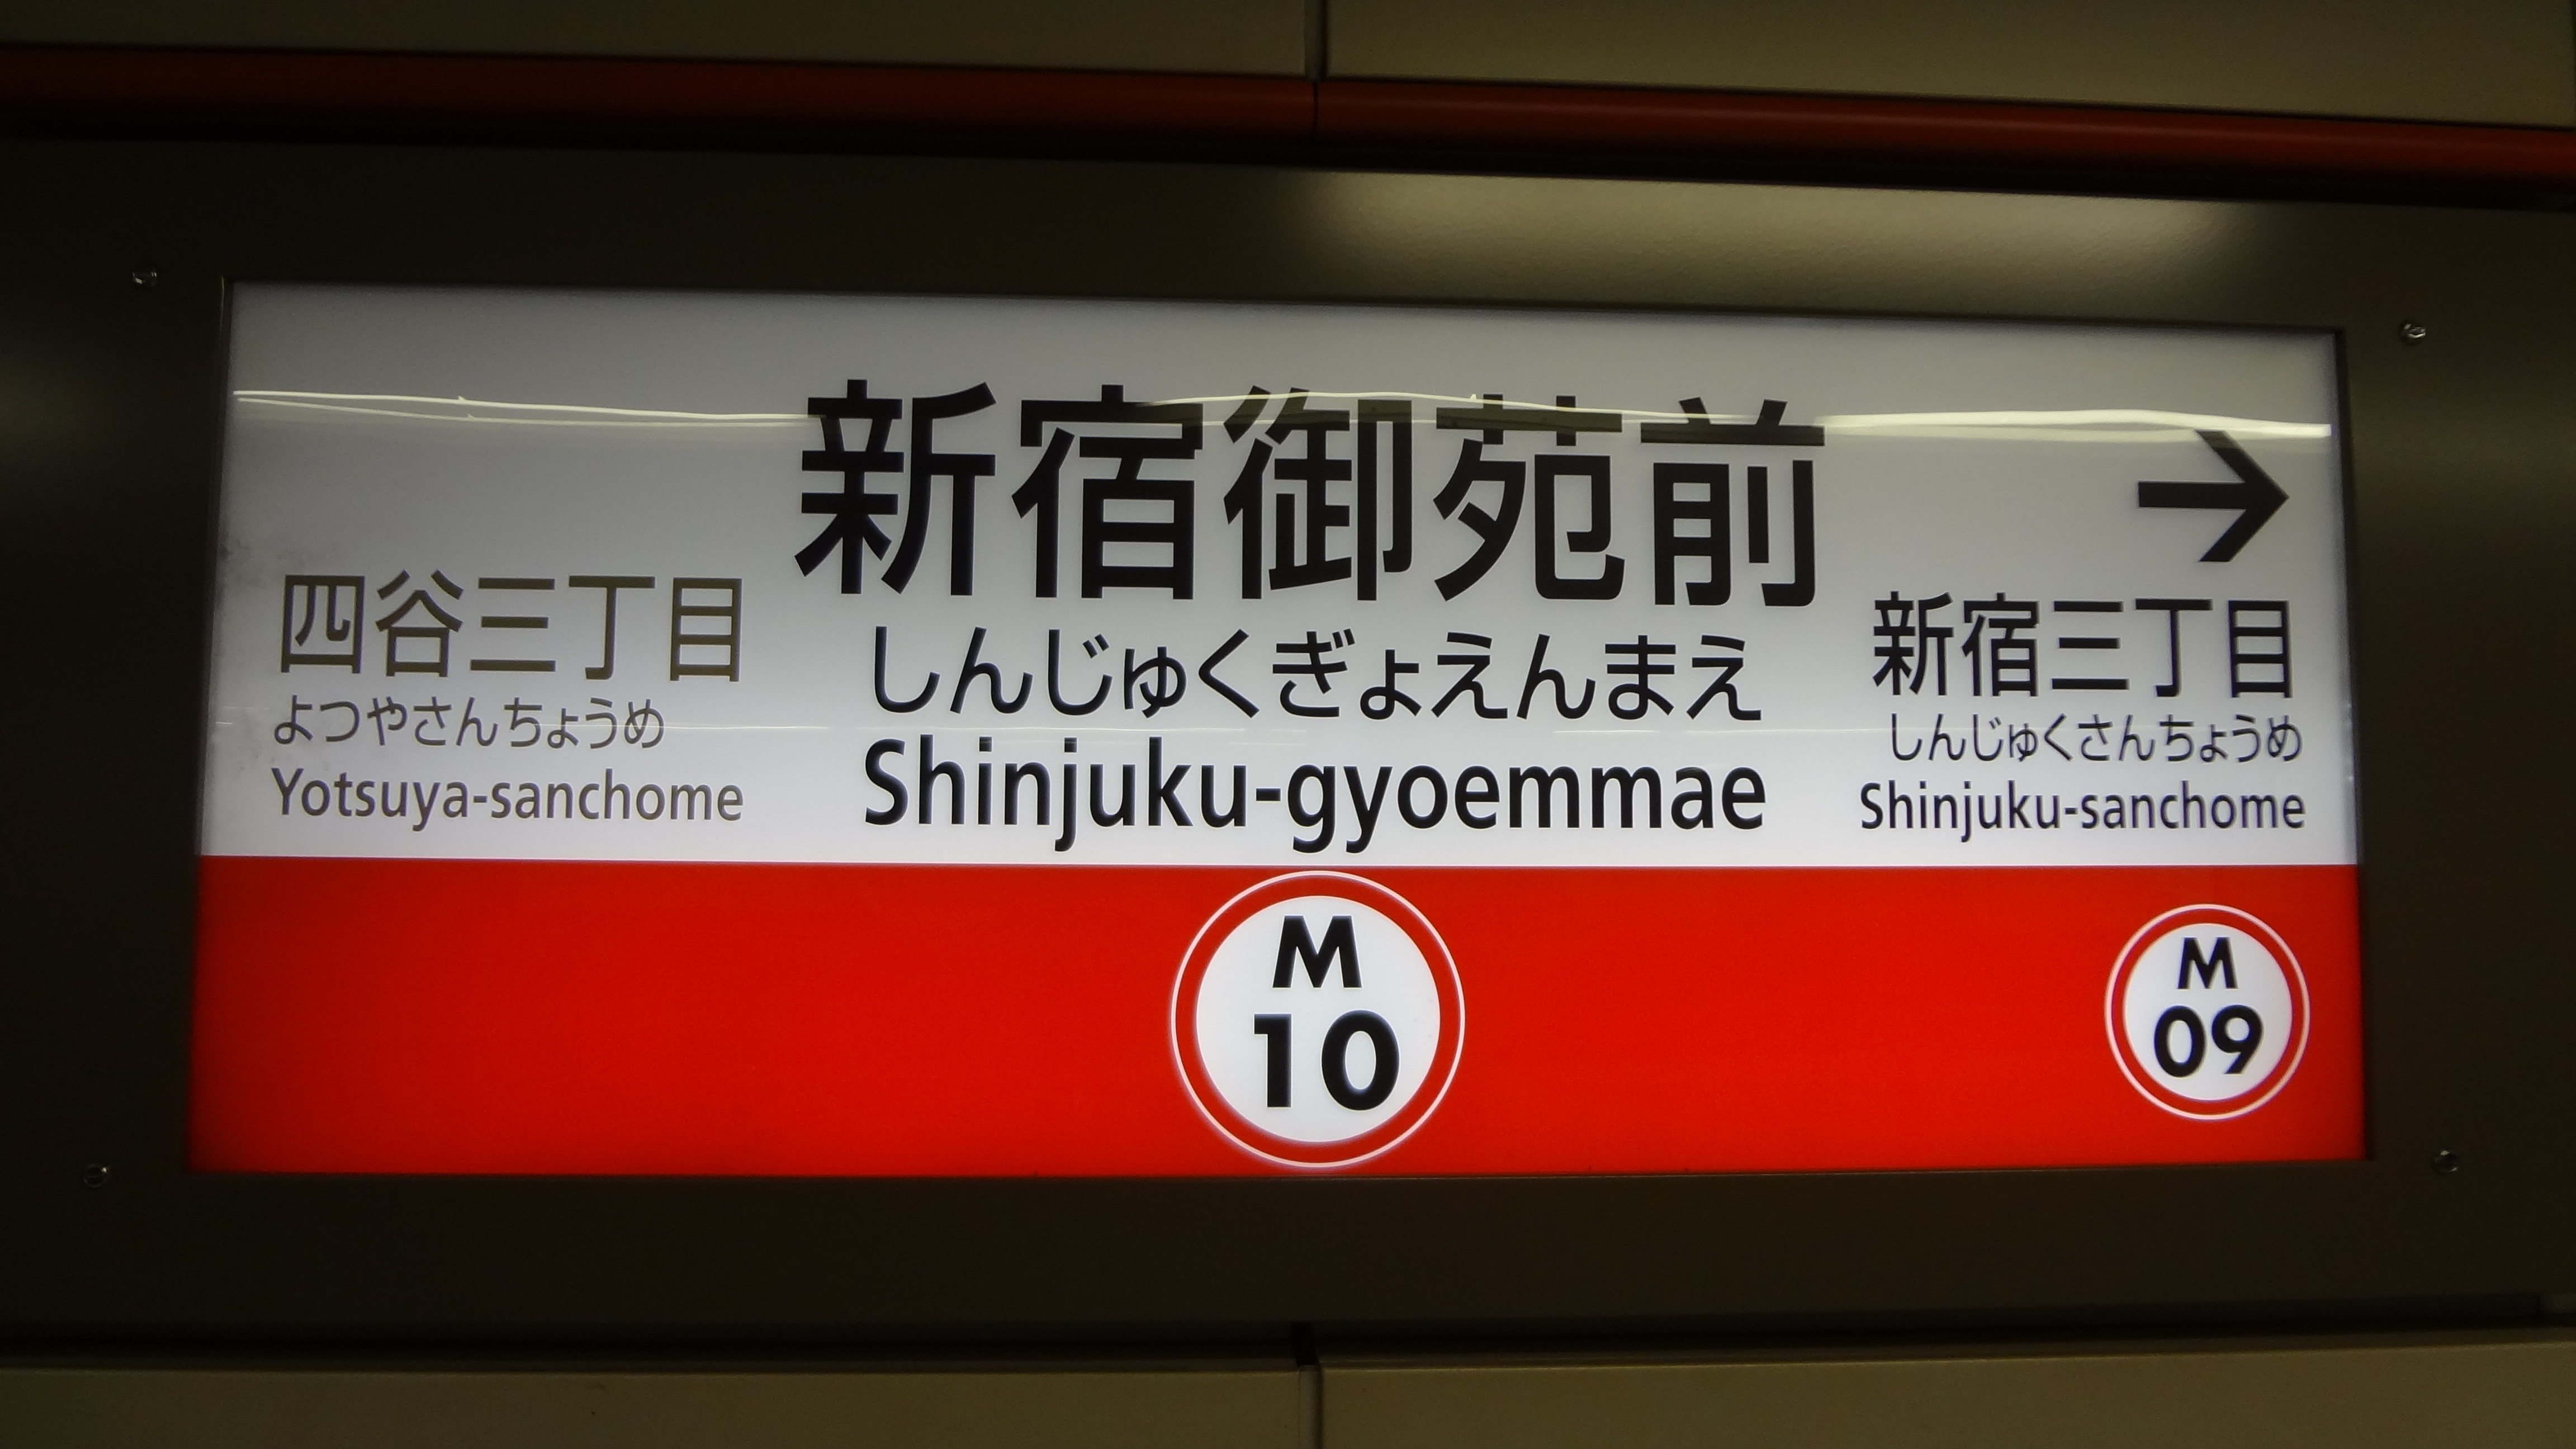 四谷三丁目
よつやさんちょうめ
Yotsuya-sanchome
新宿御苑前
しんじゅくぎょえんまえ
Shinjuku-gyoemmae
→
新宿三丁目
しんじゅくさんちょうめ
Shinjuku-sanchome
M
10
M
09